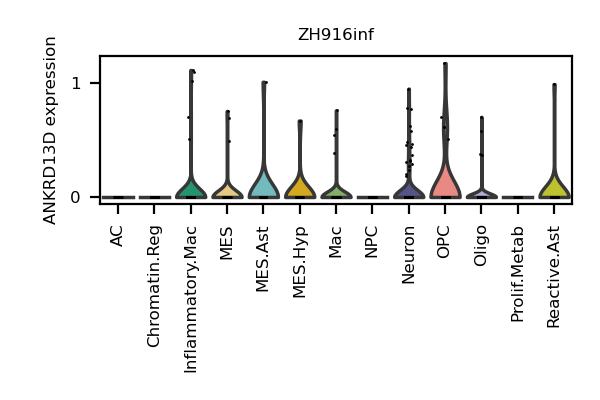 ZH916inf
ANKRD13D expression
1
0
AC
Chromatin.Reg
Inflammatory.Mac
MES
MES.Ast
MES.Hyp
Mac
NPC
Neuron
OPC
Oligo
Prolif.Metab
Reactive.Ast